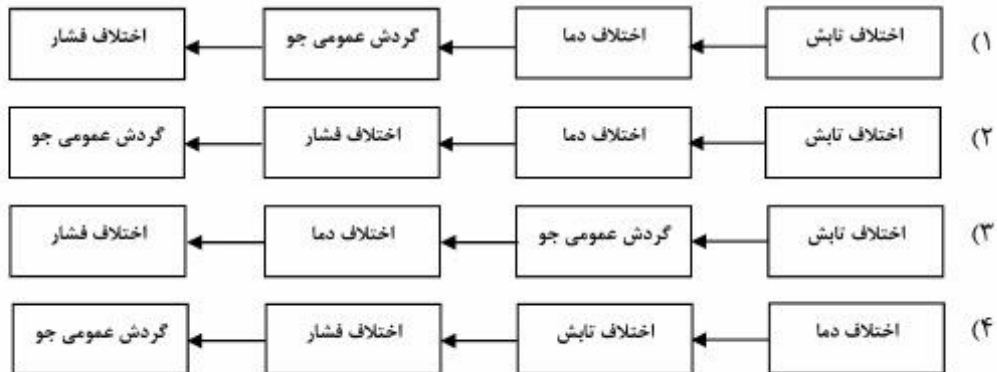 ۱) اختلاف تابش اختلاف دما گردش عمومی جو اختلاف فشار
۲) اختلاف تابش اختلاف دما اختلاف فشار گردش عمومی جو
۳) اختلاف تابش گردش عمومی جو اختلاف دما اختلاف فشار
۴) اختلاف دما اختلاف تابش اختلاف فشار گردش عمومی جو